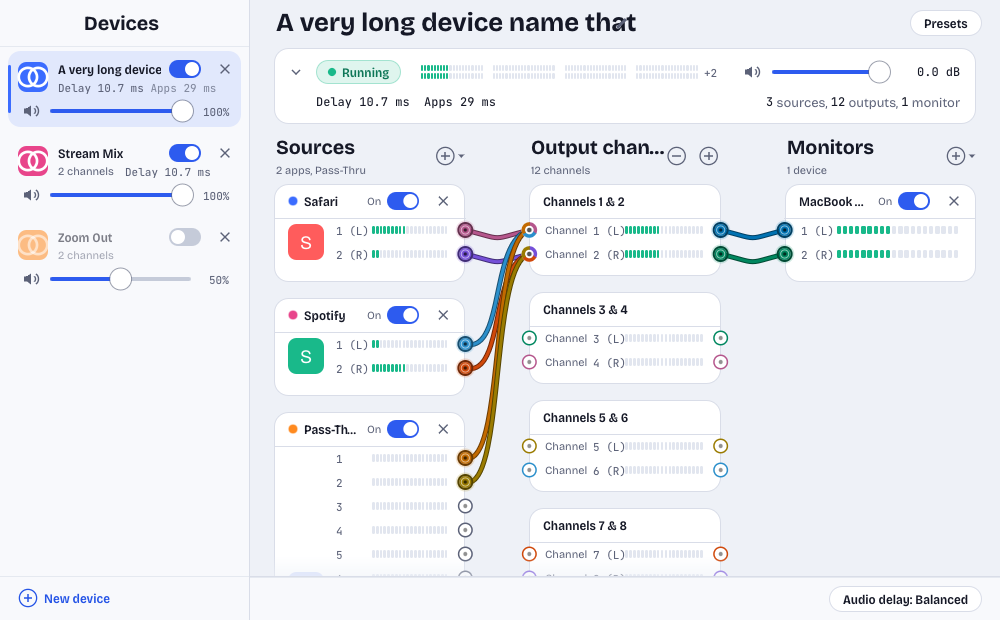 Devices
A very long device
Delay 10.7 ms Apps 29 ms
100%
Stream Mix
2 channels Delay 10.7 ms
100%
Zoom Out
2 channels
50%
New device
A very long device name that
Presets
Running
+2
0.0 dB
Delay 10.7 ms Apps 29 ms
3 sources, 12 outputs, 1 monitor
Sources
2 apps, Pass-Thru
Safari On
S
1 (L)
2 (R)
Spotify On
S
1 (L)
2 (R)
Pass-Th... On
1
2
3
4
5
Output chan...
12 channels
Channels 1 & 2
Channel 1 (L)
Channel 2 (R)
Channels 3 & 4
Channel 3 (L)
Channel 4 (R)
Channels 5 & 6
Channel 5 (L)
Channel 6 (R)
Channels 7 & 8
Channel 7 (L)
Monitors
1 device
MacBook ... On
1 (L)
2 (R)
Audio delay: Balanced